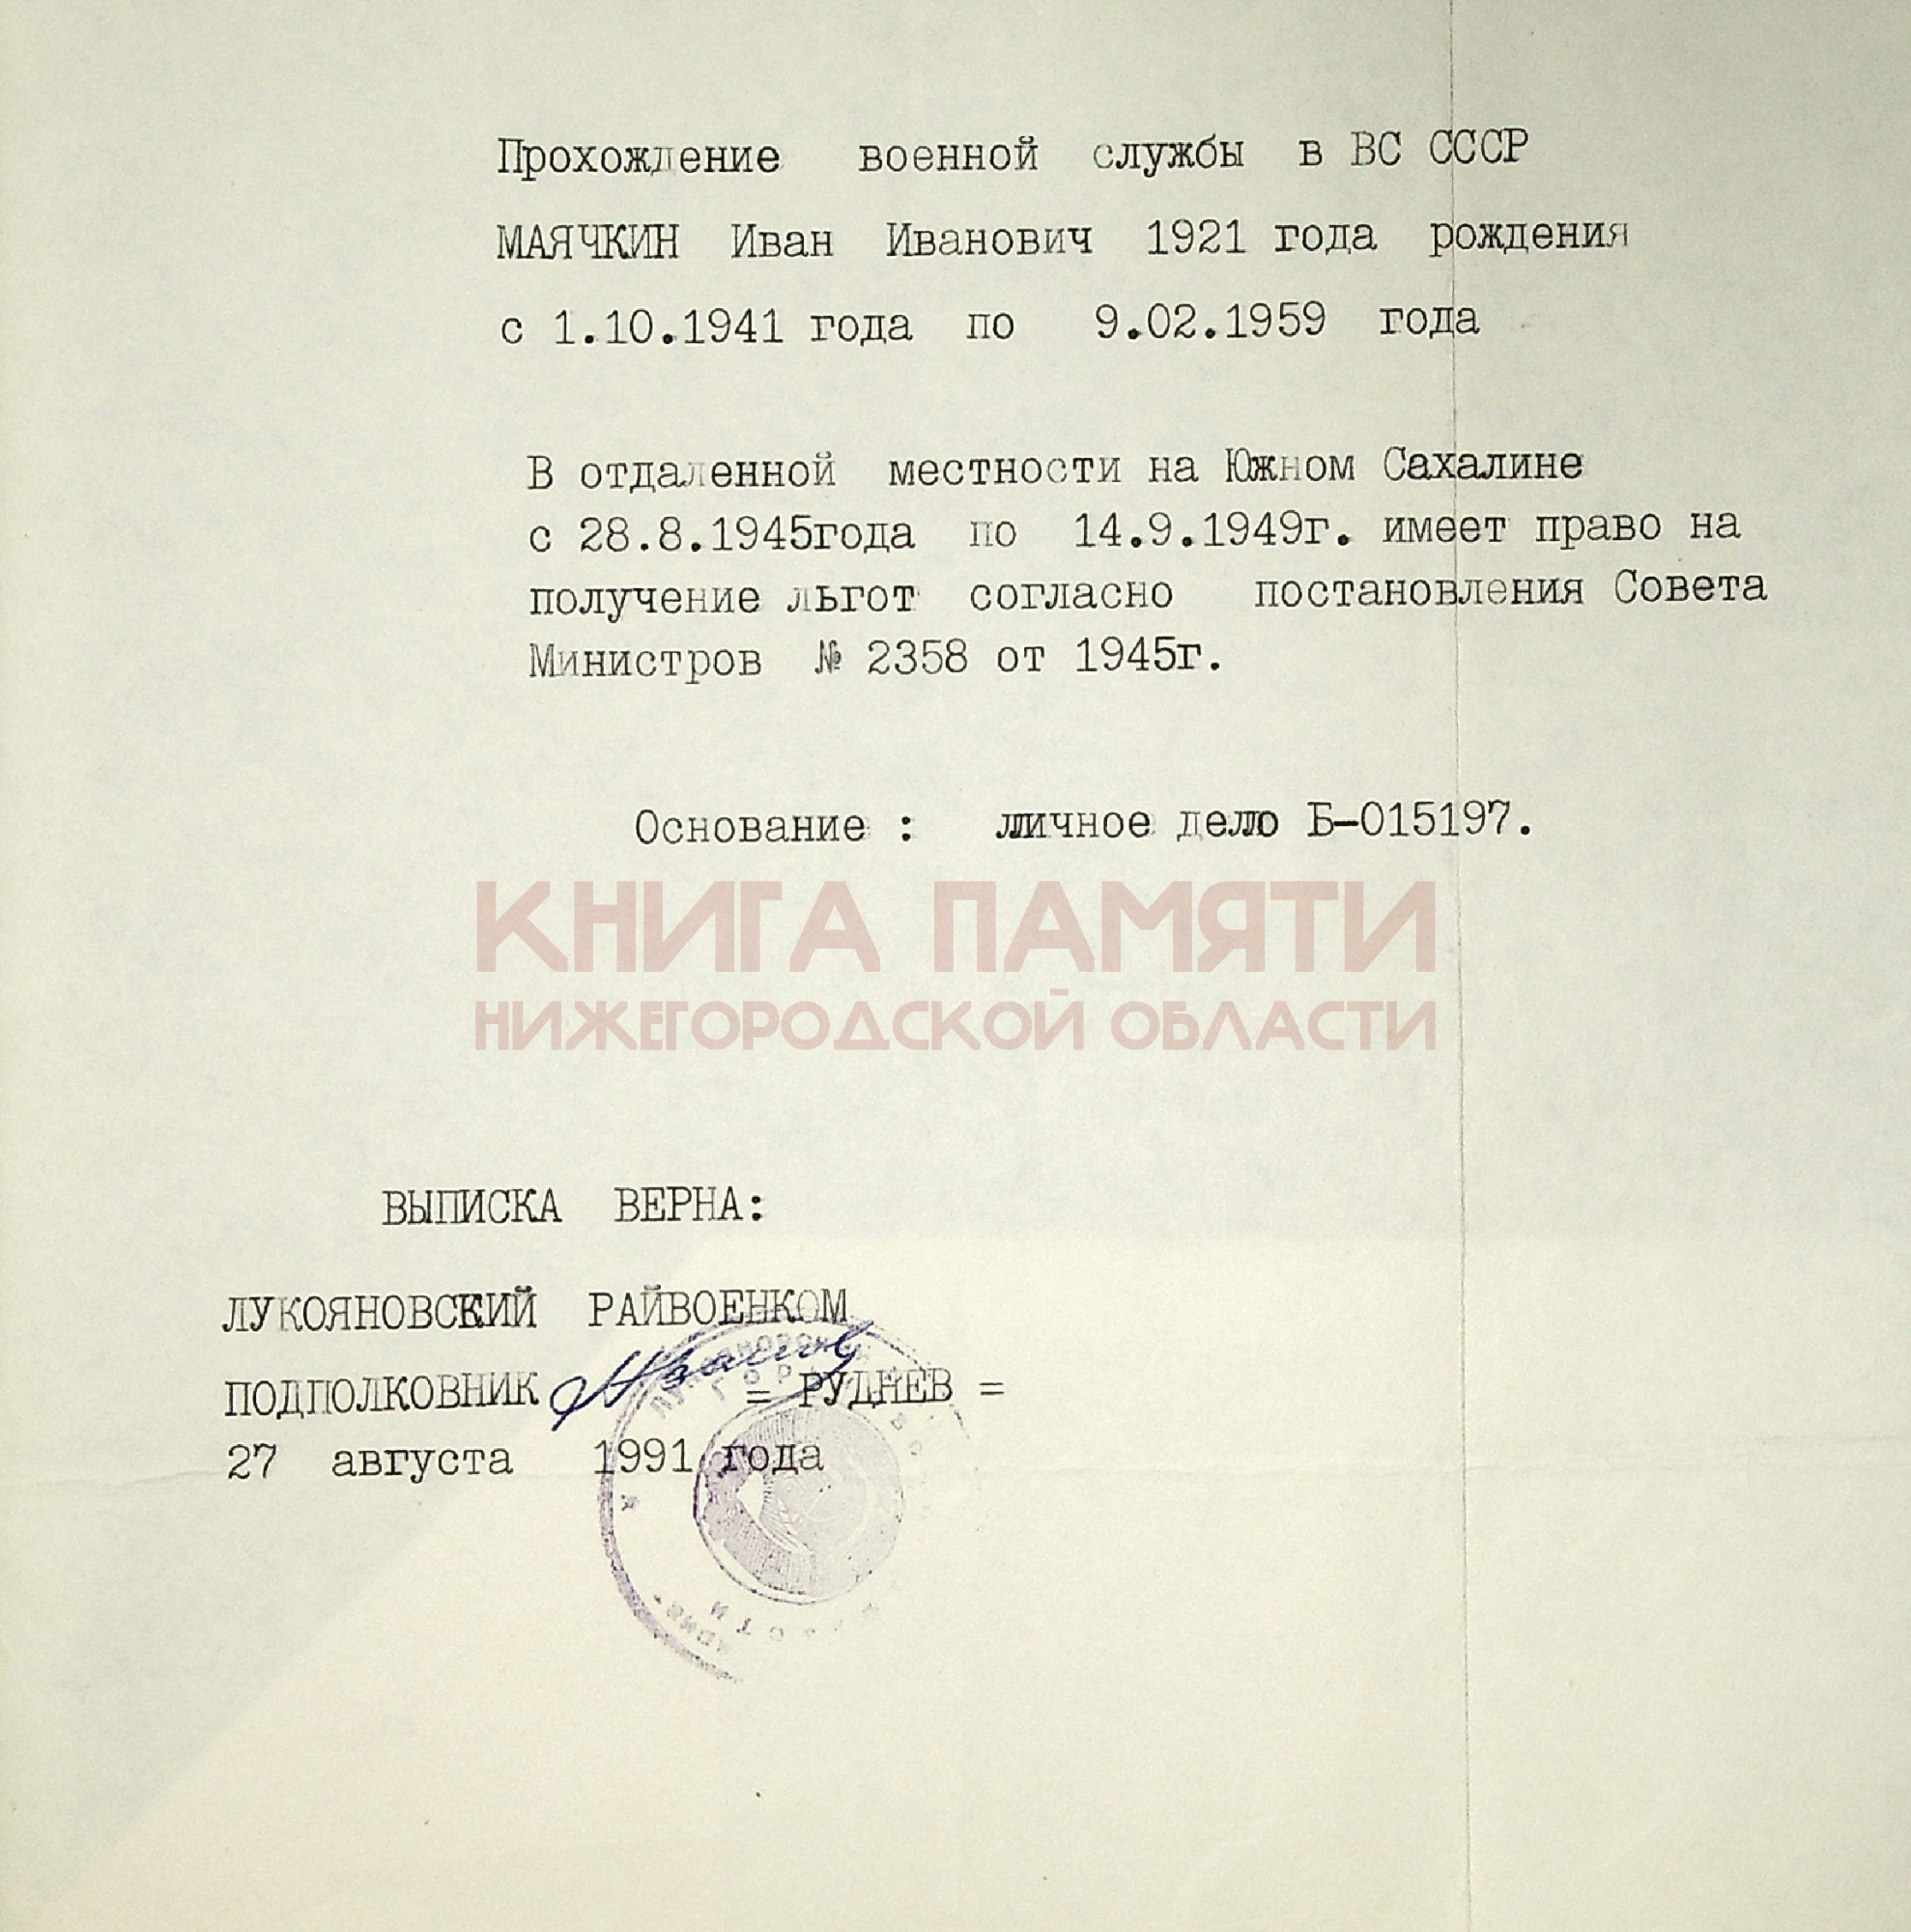 Прохождение военной службы в ВС СССР
МАЯЧКИН Иван Иванович 1921 года рождения
с 1.10.1941 года по 9.02.1959 года
В отдаленной местности на Южном Сахалине
с 28.8.1945года по 14.9.1949г. имеет право на
получение льгот согласно постановления Совета
Министров № 2358 от 1945г.
Основание : личное дело Б-015197.
КНИГА ПАМЯТИ
НИЖЕГОРОДСКОЙ ОБЛАСТИ
ВЫПИСКА ВЕРНА:
ЛУКОЯНОВСКИЙ РАЙВОЕНКОМ
ПОДПОЛКОВНИК = РУДНЕВ =
27 августа 1991 года